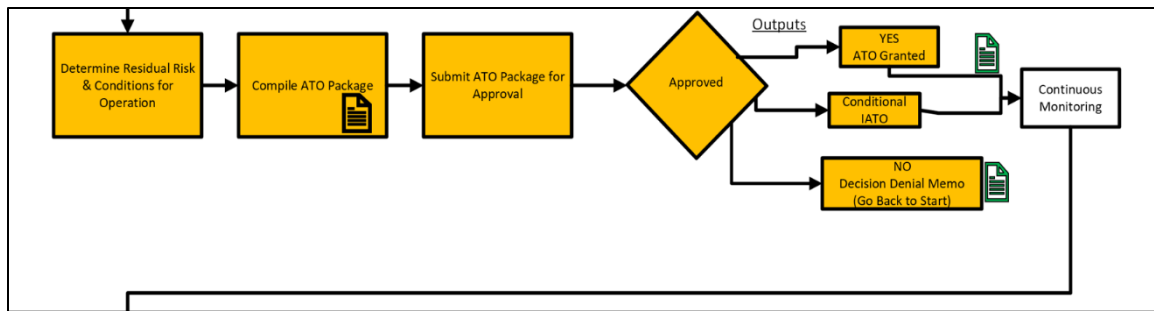 Outputs
Determine Residual Risk
& Conditions for
Operation
Compile ATO Package
Submit ATO Package for
Approval
Approved
YES
ATO Granted
Conditional
IATO
NO
Decision Denial Memo
(Go Back to Start)
Continuous
Monitoring